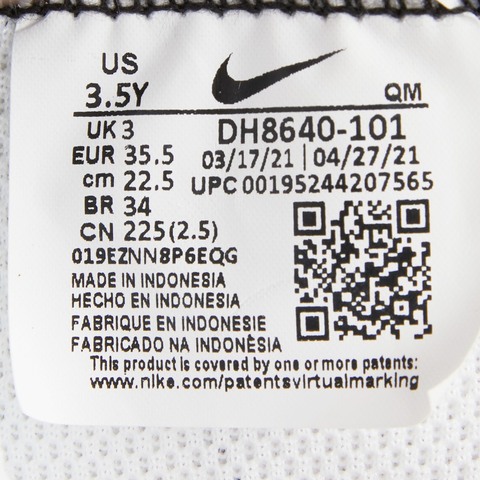 US
3.5Y
QM
UK 3
EUR 35.5
cm 22.5
BR 34
CN 225(2.5)
DH8640-101
03/17/21 | 04/27/21
UPC 00195244207565
019EZNN8P6EQG
MADE IN INDONESIA
HECHO EN INDONESIA
FABRIQUE EN INDONESIE
FABRICADO NA INDONÈSIA
This product is covered by one or more patents:
www.nike.com/patentsvirtualmarking